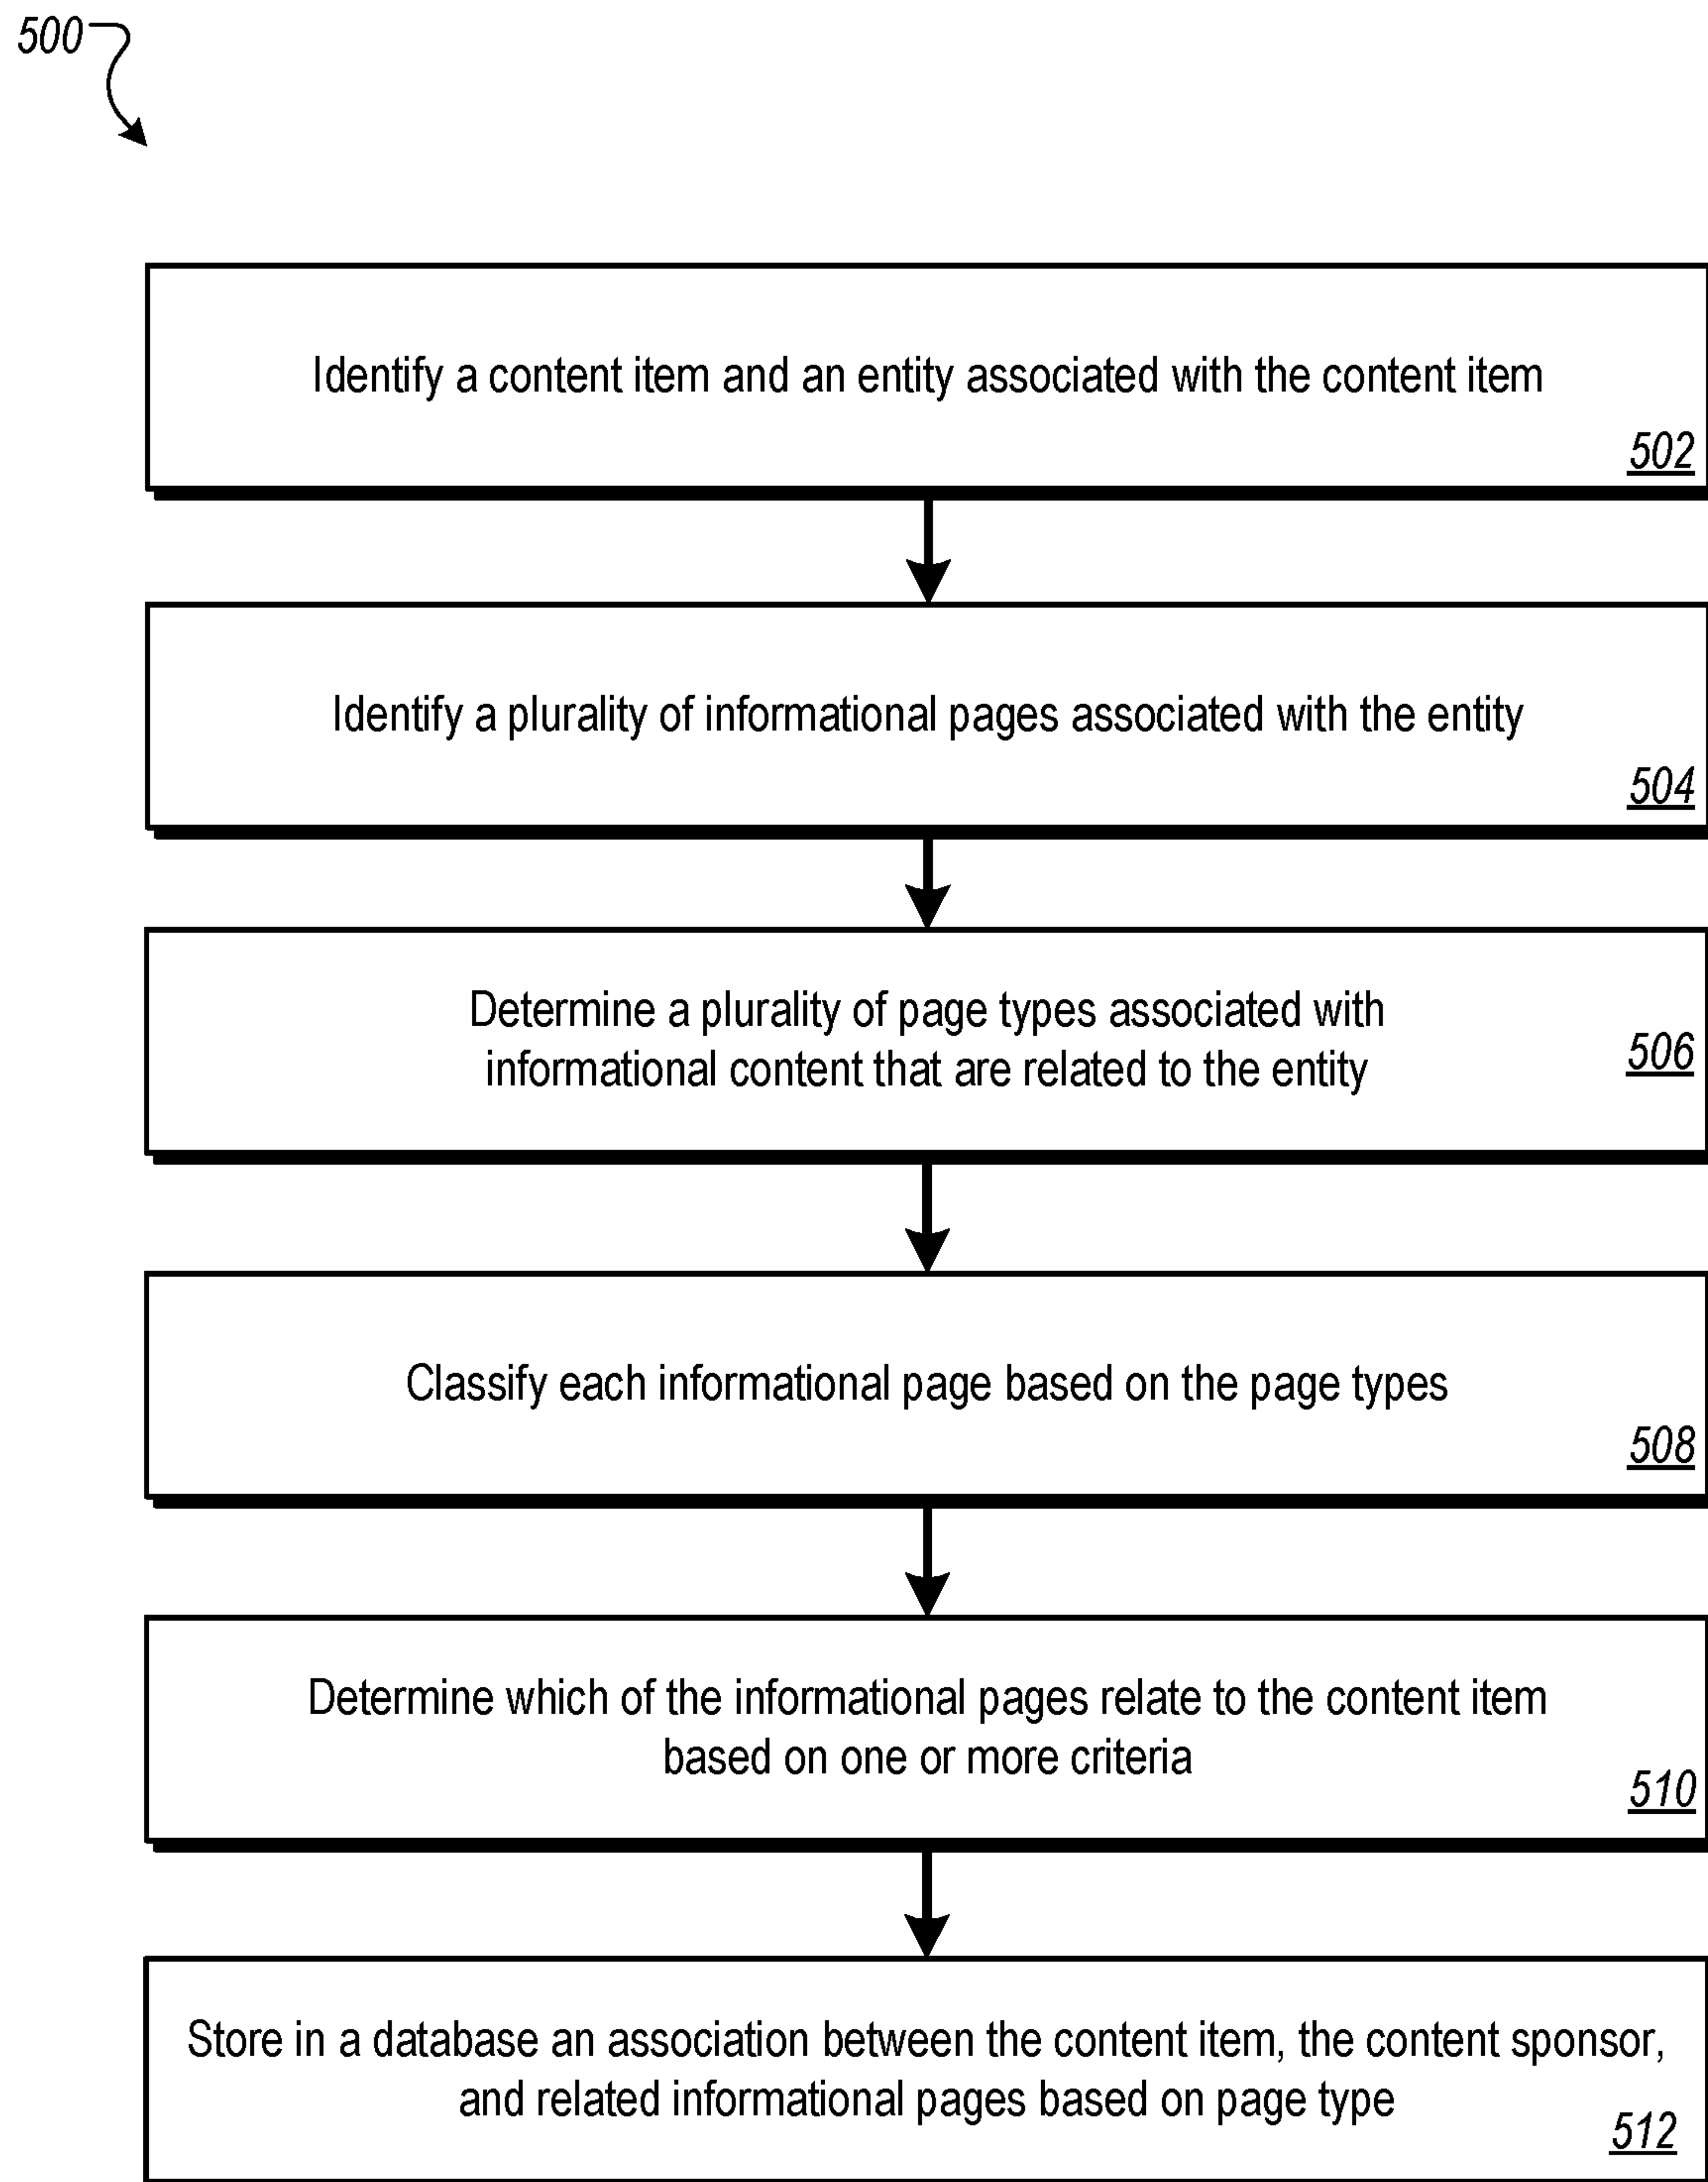 500
Identify a content item and an entity associated with the content item
502
Identify a plurality of informational pages associated with the entity
504
Determine a plurality of page types associated with
informational content that are related to the entity
506
Classify each informational page based on the page types
508
Determine which of the informational pages relate to the content item
based on one or more criteria
510
Store in a database an association between the content item, the content sponsor,
and related informational pages based on page type
512